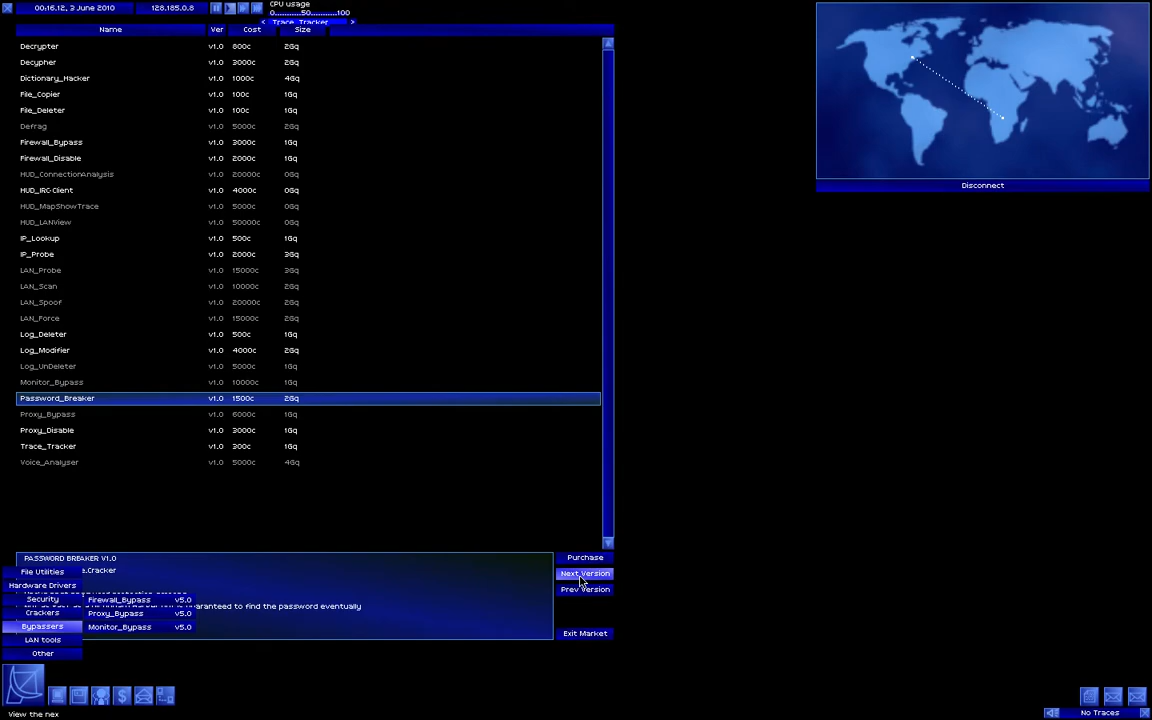 00:16.12, 3 June 2010
128.185.0.8
CPU usage
0..........50..........100
< Trace_Tracker >
Name Ver Cost Size
Decrypter v1.0 800c 2Gq
Decypher v1.0 3000c 2Gq
Dictionary_Hacker v1.0 1000c 4Gq
File_Copier v1.0 100c 1Gq
File_Deleter v1.0 100c 1Gq
Defrag v1.0 5000c 2Gq
Firewall_Bypass v1.0 3000c 1Gq
Firewall_Disable v1.0 2000c 1Gq
HUD_ConnectionAnalysis v1.0 20000c 0Gq
HUD_IRC-Client v1.0 4000c 0Gq
HUD_MapShowTrace v1.0 5000c 0Gq
HUD_LANView v1.0 50000c 0Gq
IP_Lookup v1.0 500c 1Gq
IP_Probe v1.0 2000c 3Gq
LAN_Probe v1.0 15000c 3Gq
LAN_Scan v1.0 10000c 2Gq
LAN_Spoof v1.0 20000c 2Gq
LAN_Force v1.0 15000c 2Gq
Log_Deleter v1.0 500c 1Gq
Log_Modifier v1.0 4000c 2Gq
Log_UnDeleter v1.0 5000c 1Gq
Monitor_Bypass v1.0 10000c 1Gq
Password_Breaker v1.0 1500c 2Gq
Proxy_Bypass v1.0 6000c 1Gq
Proxy_Disable v1.0 3000c 1Gq
Trace_Tracker v1.0 300c 1Gq
Voice_Analyser v1.0 5000c 4Gq
Disconnect
PASSWORD BREAKER V1.0
Cracker
guaranteed to find the password eventually
Purchase
Next Version
Prev Version
Exit Market
File Utilities
Hardware Drivers
Security
Crackers
Bypassers
LAN tools
Other
Firewall_Bypass v5.0
Proxy_Bypass v5.0
Monitor_Bypass v5.0
View the nex
No Traces